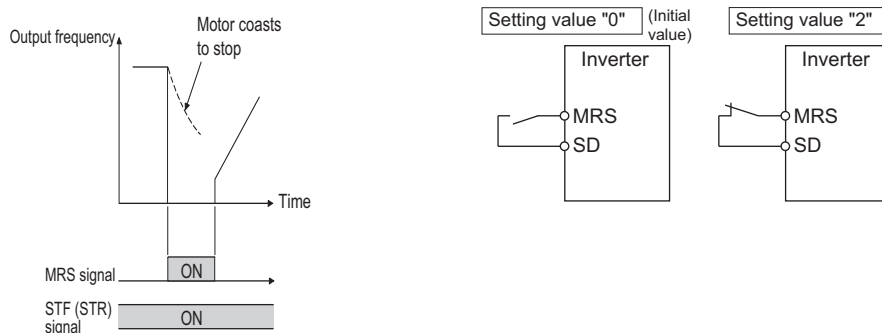 Output frequency
Motor coasts
to stop
Time
MRS signal
ON
STF (STR)
signal
ON
Setting value "0"
(Initial
value)
Inverter
MRS
SD
Setting value "2"
Inverter
MRS
SD